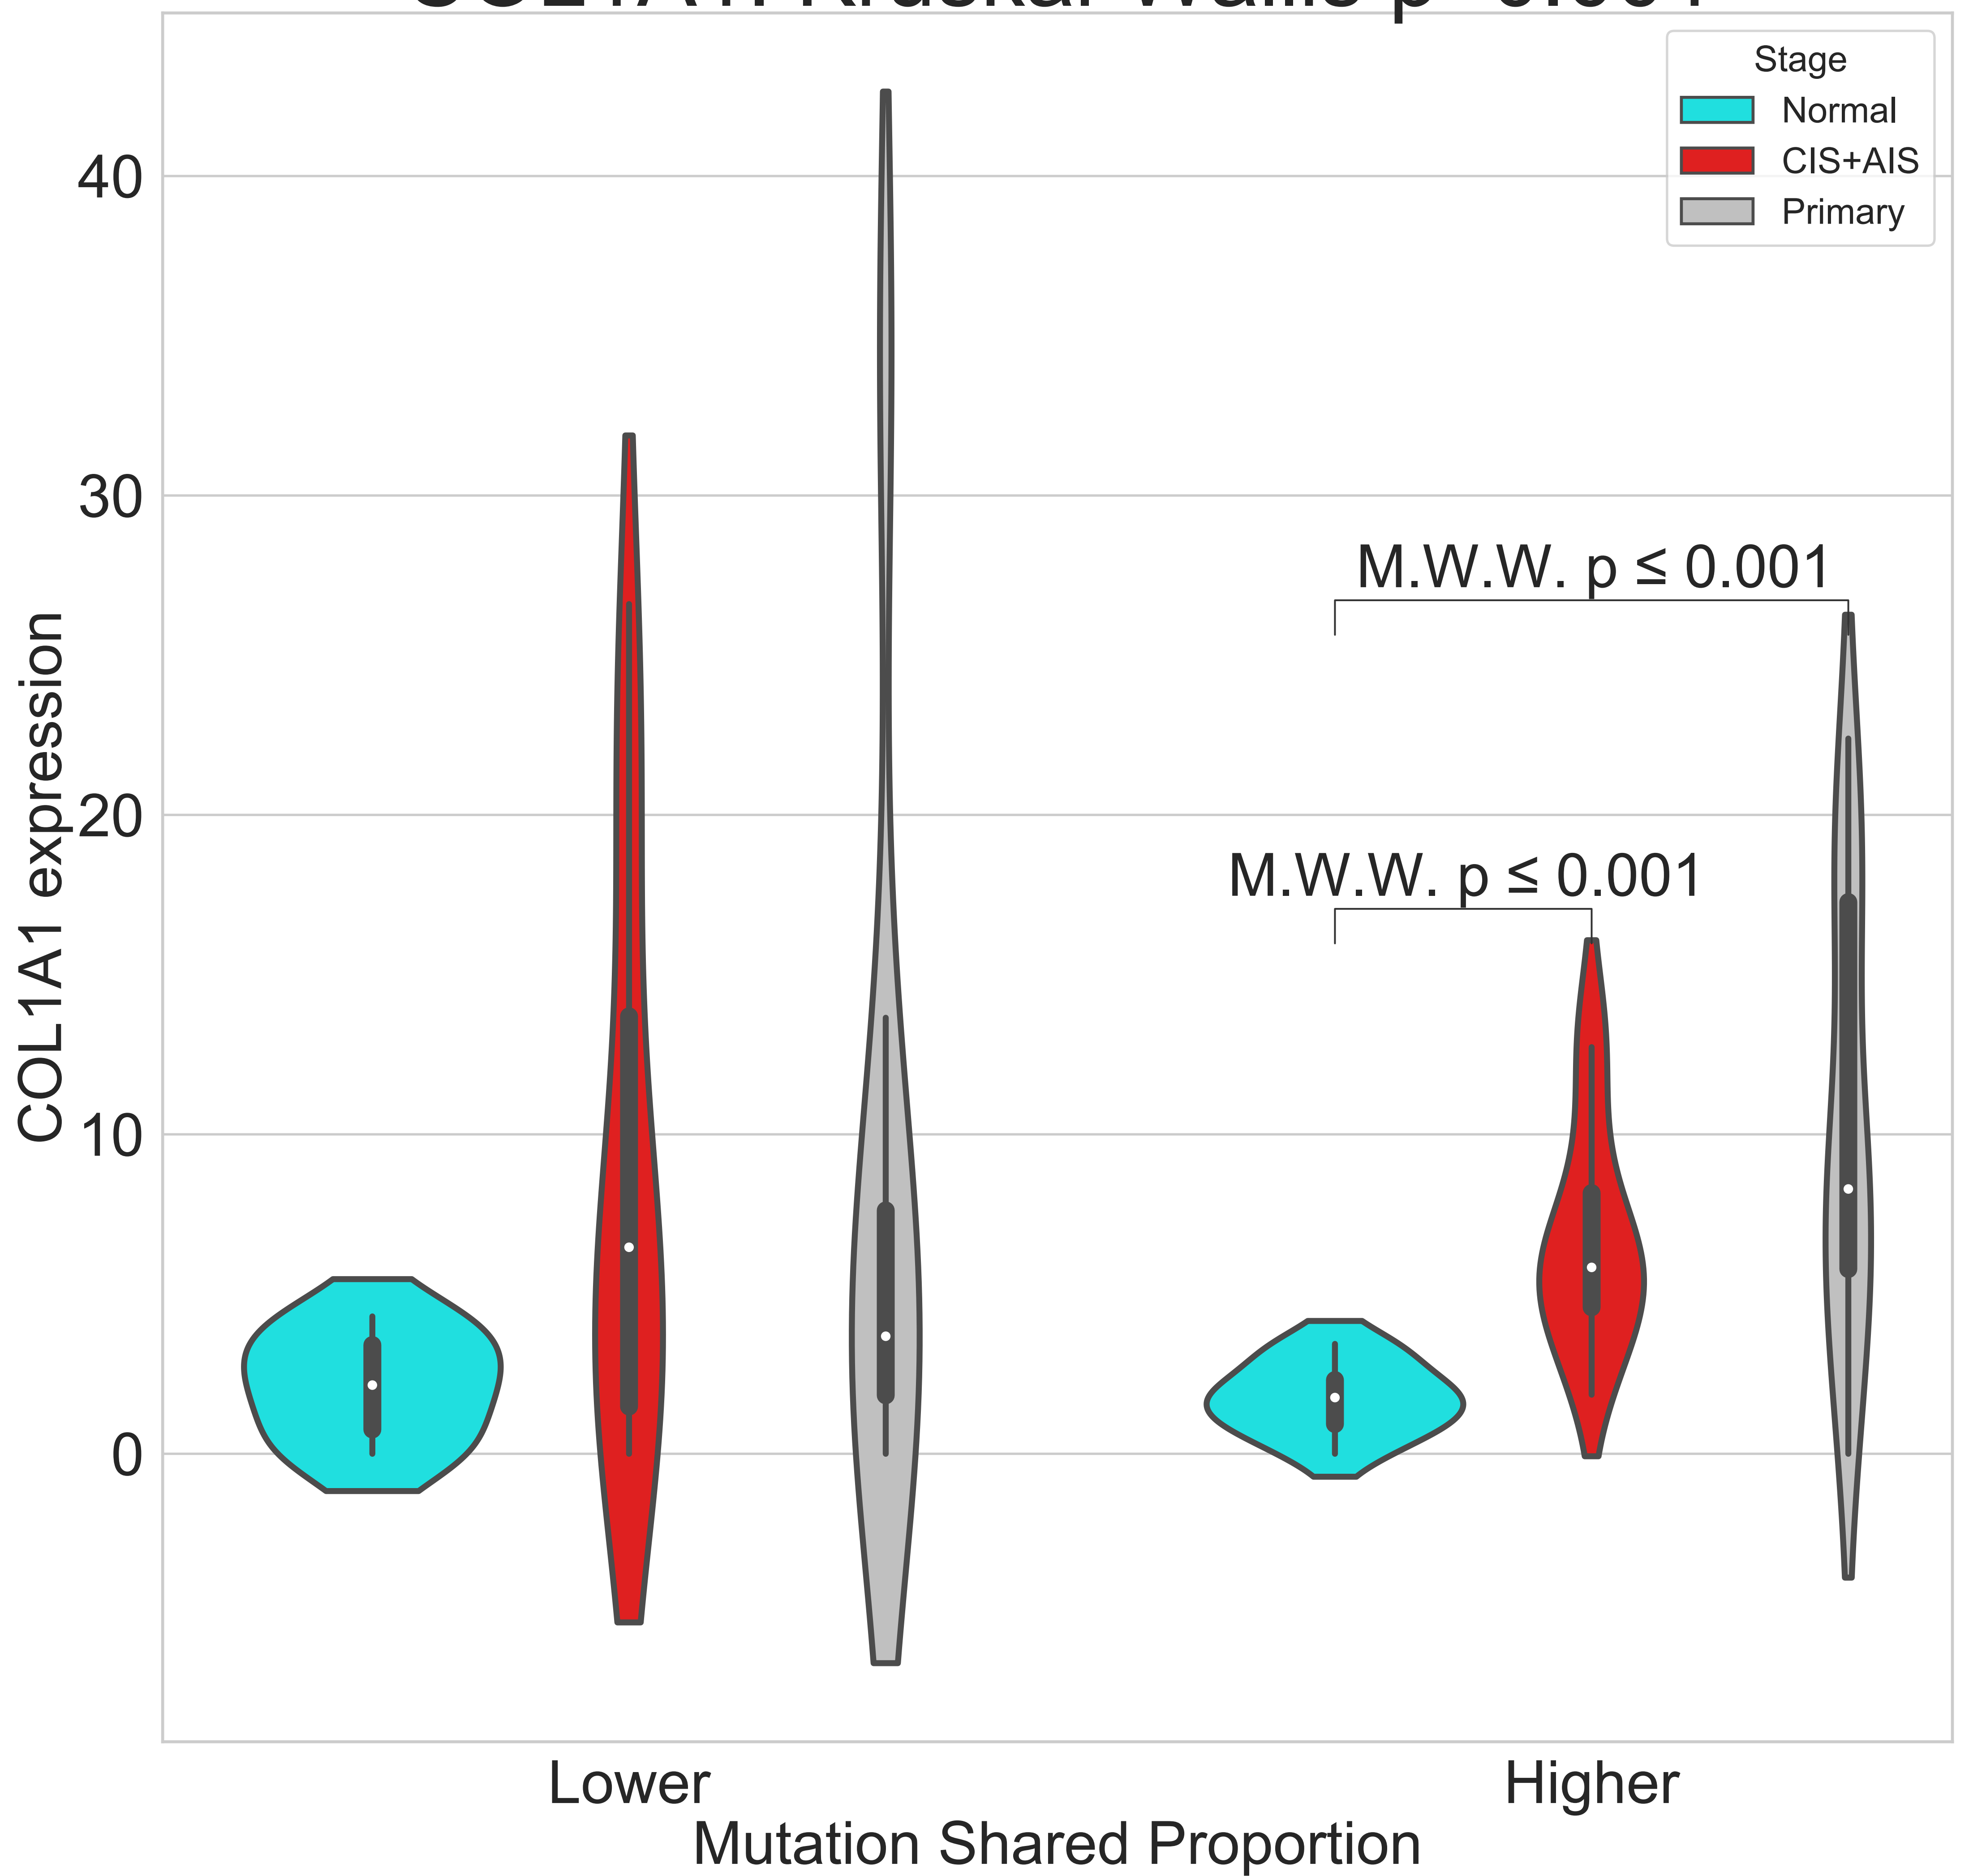 Stage
Normal
CIS+AIS
Primary
40
30
20
10
0
COL1A1 expression
M.W.W. p ≤ 0.001
M.W.W. p ≤ 0.001
Lower
Higher
Mutation Shared Proportion